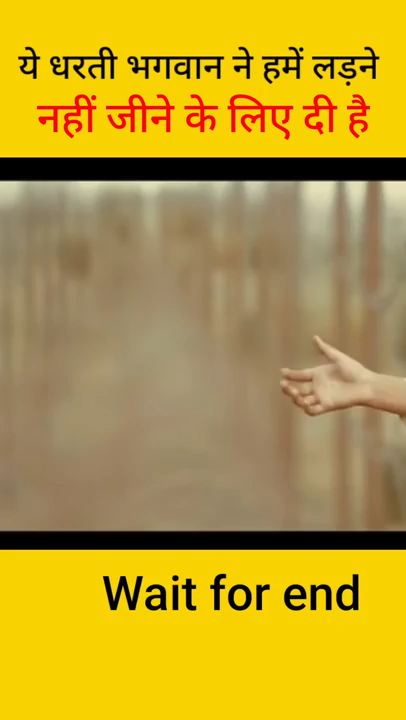 ये धरती भगवान ने हमें लड़ने
नहीं जीने के लिए दी है
Wait for end